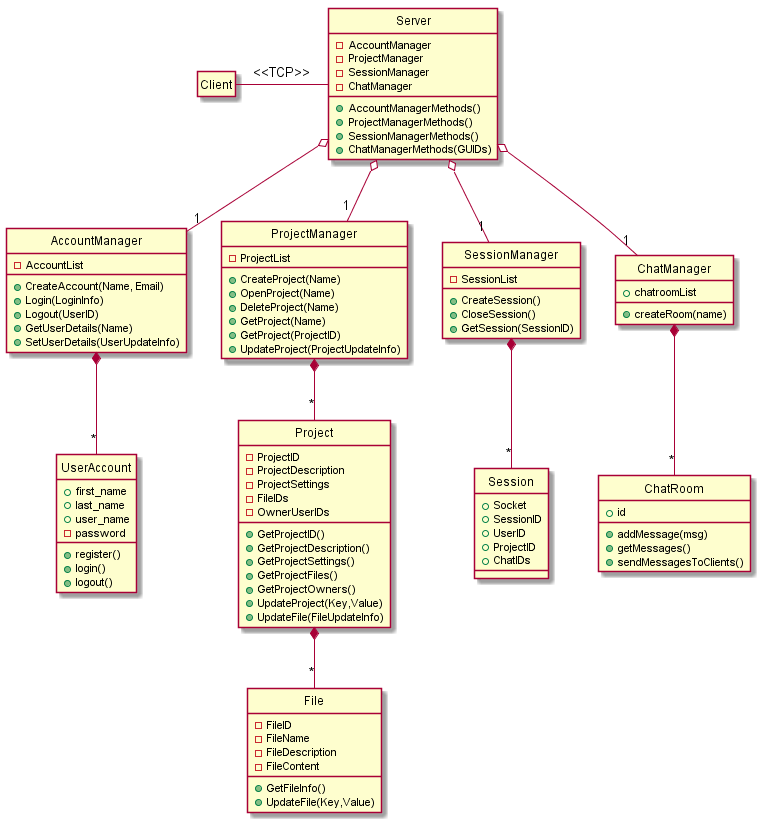 Server
AccountManager
ProjectManager
SessionManager
ChatManager
AccountManagerMethods()
ProjectManagerMethods()
SessionManagerMethods()
ChatManagerMethods(GUIDs)
Client
<<TCP>>
1
1
1
1
AccountManager
AccountList
CreateAccount(Name, Email)
Login(LoginInfo)
Logout(UserID)
GetUserDetails(Name)
SetUserDetails(UserUpdateInfo)
ProjectManager
ProjectList
CreateProject(Name)
OpenProject(Name)
DeleteProject(Name)
GetProject(Name)
GetProject(ProjectID)
UpdateProject(ProjectUpdateInfo)
SessionManager
SessionList
CreateSession()
CloseSession()
GetSession(SessionID)
ChatManager
chatroomList
createRoom(name)
*
*
*
*
UserAccount
first_name
last_name
user_name
password
register()
login()
logout()
Project
ProjectID
ProjectDescription
ProjectSettings
FileIDs
OwnerUserIDs
GetProjectID()
GetProjectDescription()
GetProjectSettings()
GetProjectFiles()
GetProjectOwners()
UpdateProject(Key,Value)
UpdateFile(FileUpdateInfo)
Session
Socket
SessionID
UserID
ProjectID
ChatIDs
ChatRoom
id
addMessage(msg)
getMessages()
sendMessagesToClients()
*
File
FileID
FileName
FileDescription
FileContent
GetFileInfo()
UpdateFile(Key,Value)